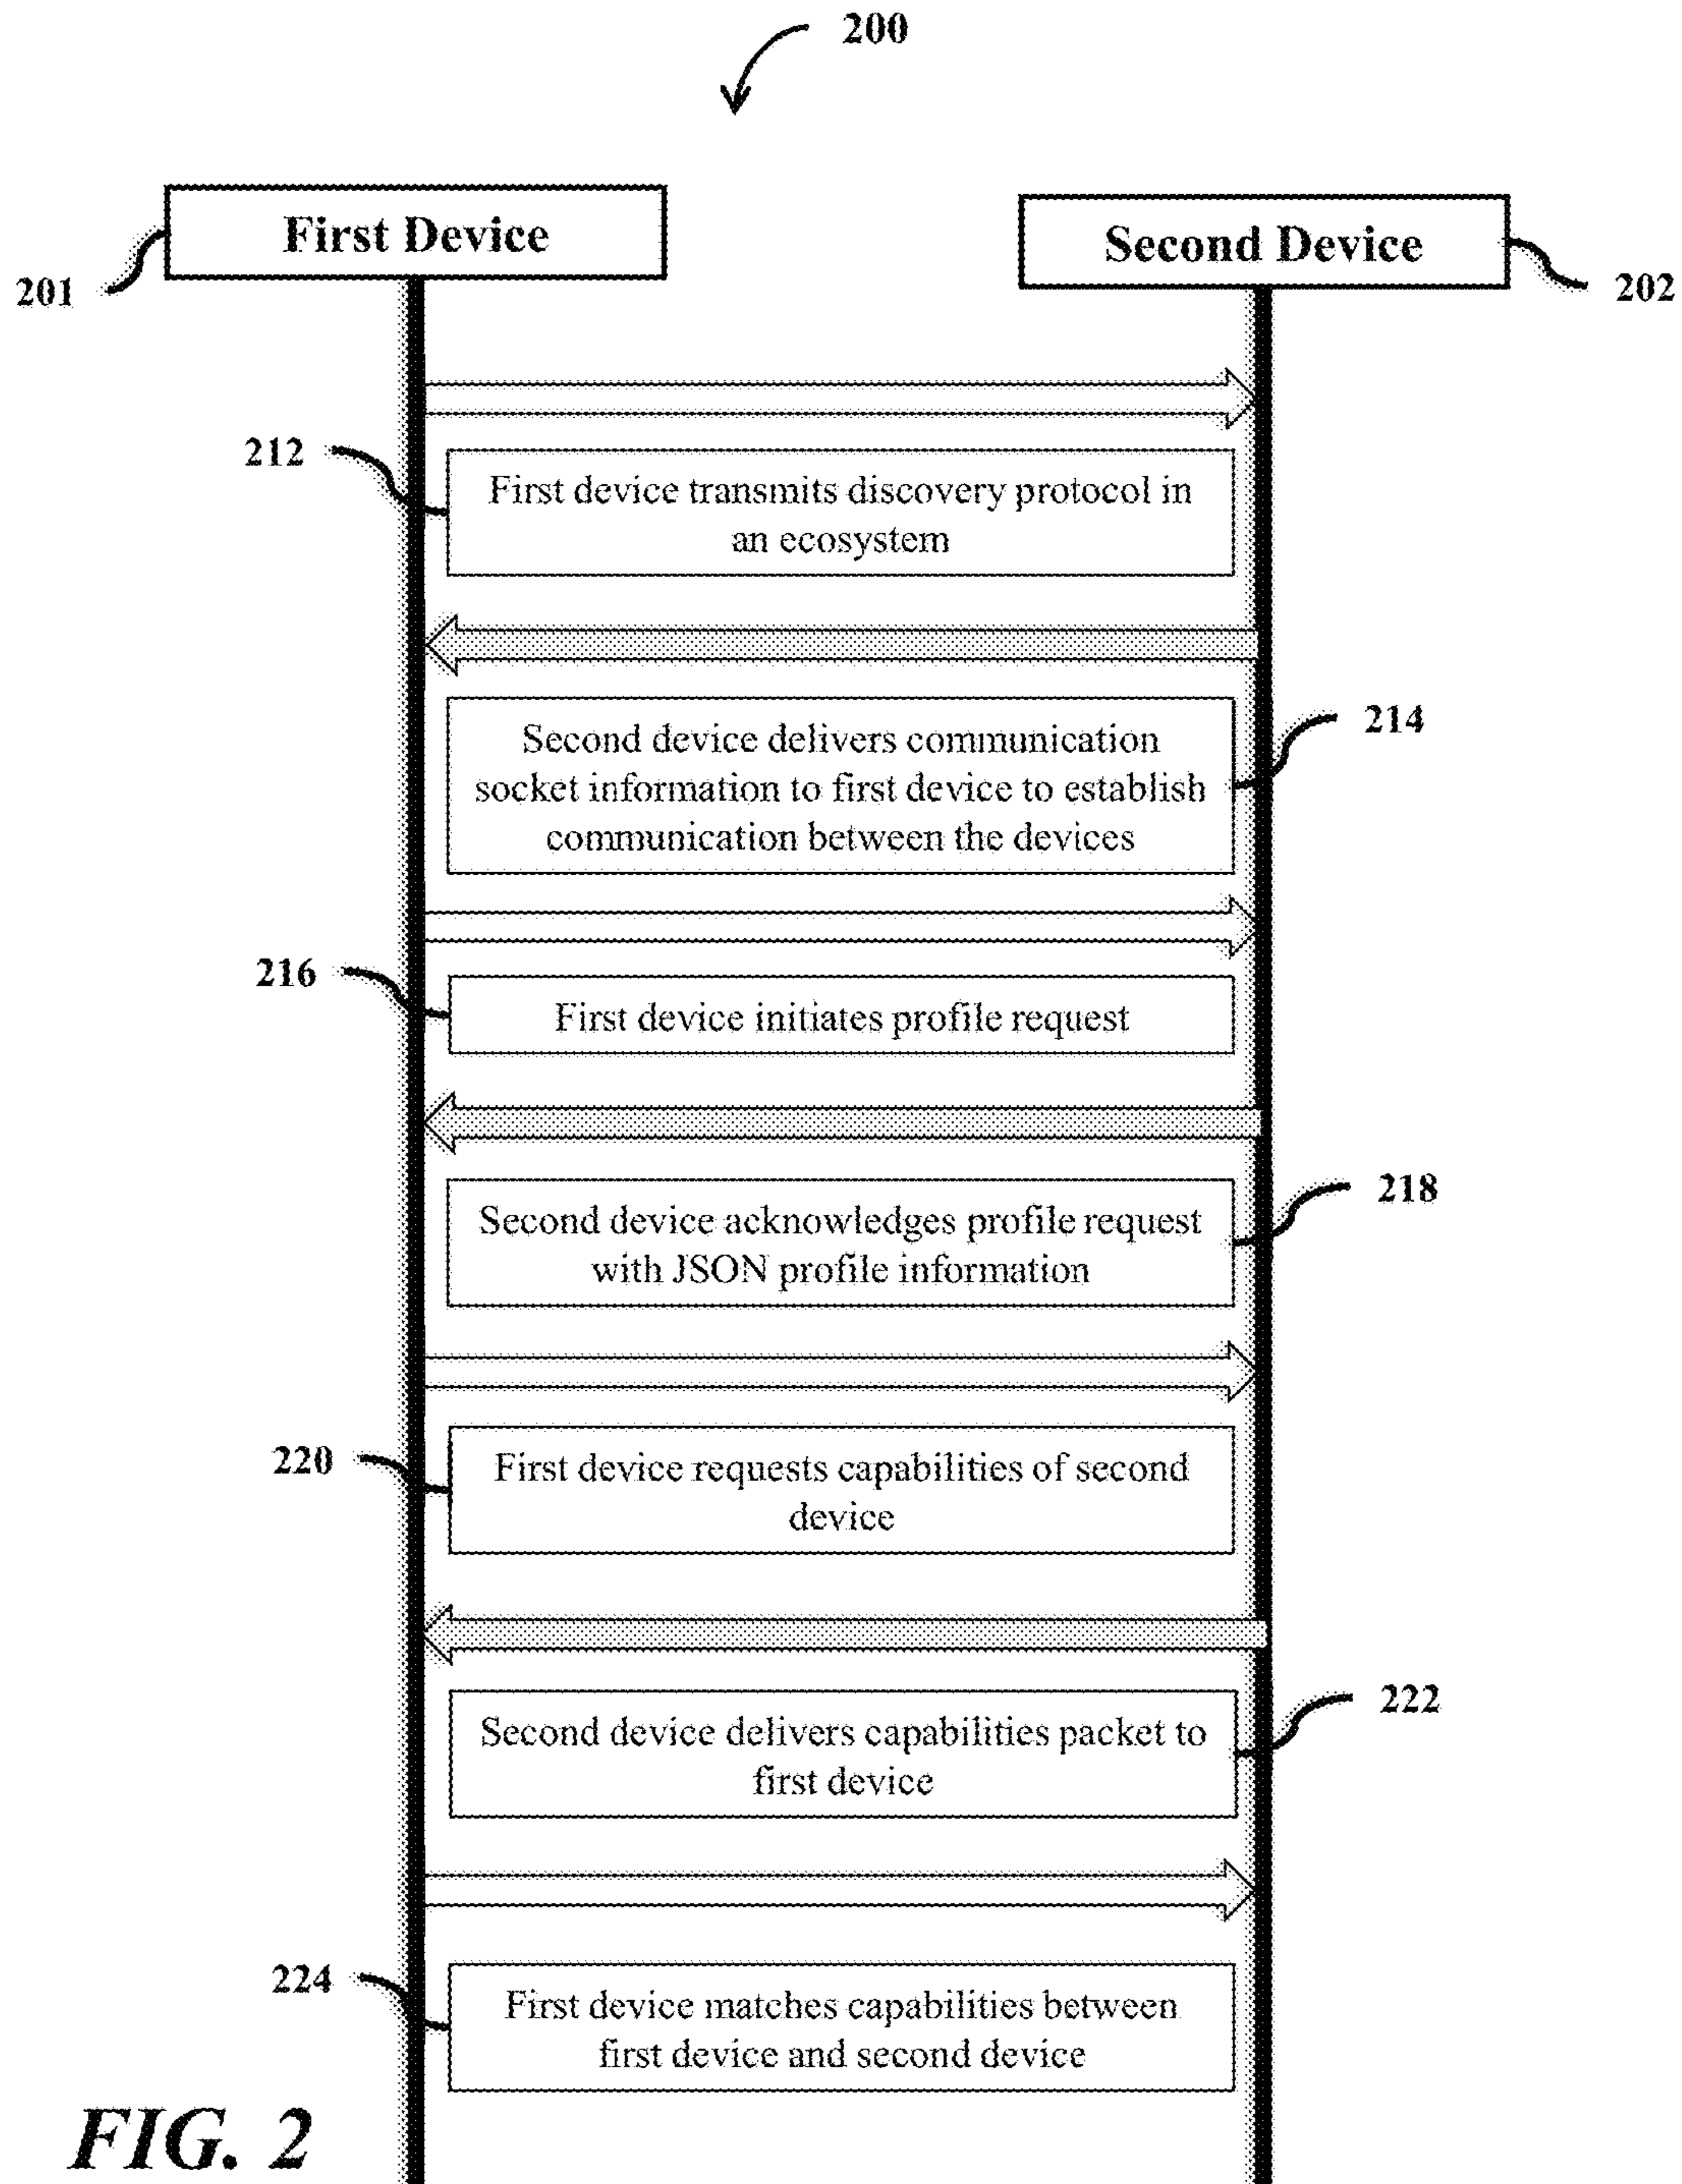 200
First Device
Second Device
201
202
212
First device transmits discovery protocol in
an ecosystem
214
Second device delivers communication
socket information to first device to establish
communication between the devices
216
First device initiates profile request
218
Second device acknowledges profile request
with JSON profile information
220
First device requests capabilities of second
device
222
Second device delivers capabilities packet to
first device
224
First device matches capabilities between
first device and second device
FIG. 2